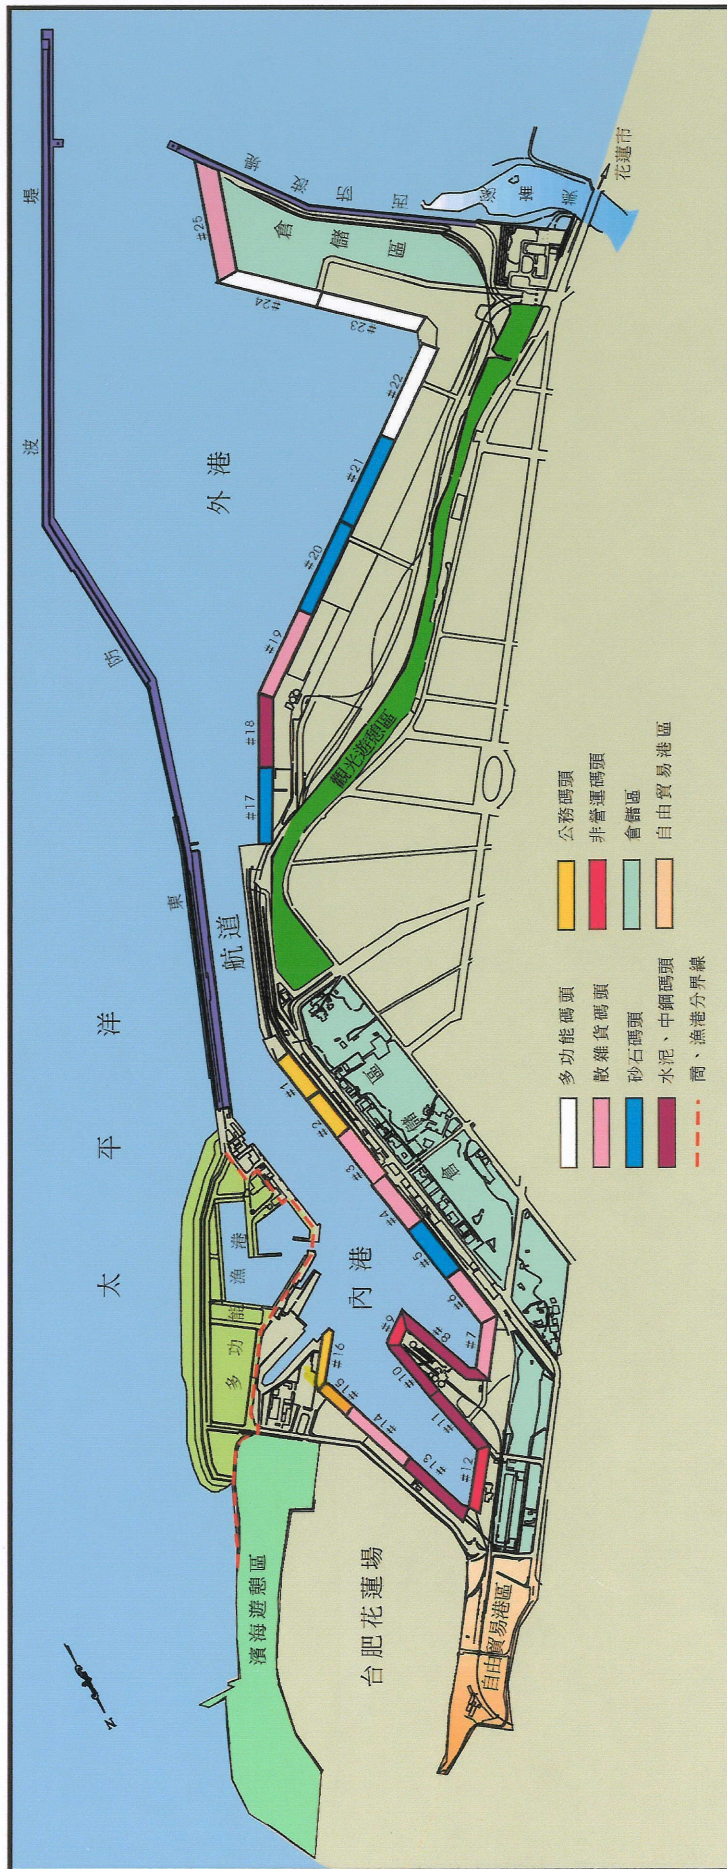 太平洋
東防波堤
N
濱海遊憩區
多功能漁港
台肥花蓮場
自由貿易港區
內港
航道
外港
#1
#2
#3
#4
#5
#6
#7
#8
#9
#10
#11
#12
#13
#14
#15
#16
#17
#18
#19
#20
#21
#22
#23
#24
#25
倉儲區
觀光遊憩區
倉儲區
西防波堤
美崙溪
花蓮市
多功能碼頭
散雜貨碼頭
砂石碼頭
水泥、中鋼碼頭
商、漁港分界線
公務碼頭
非營運碼頭
倉儲區
自由貿易港區